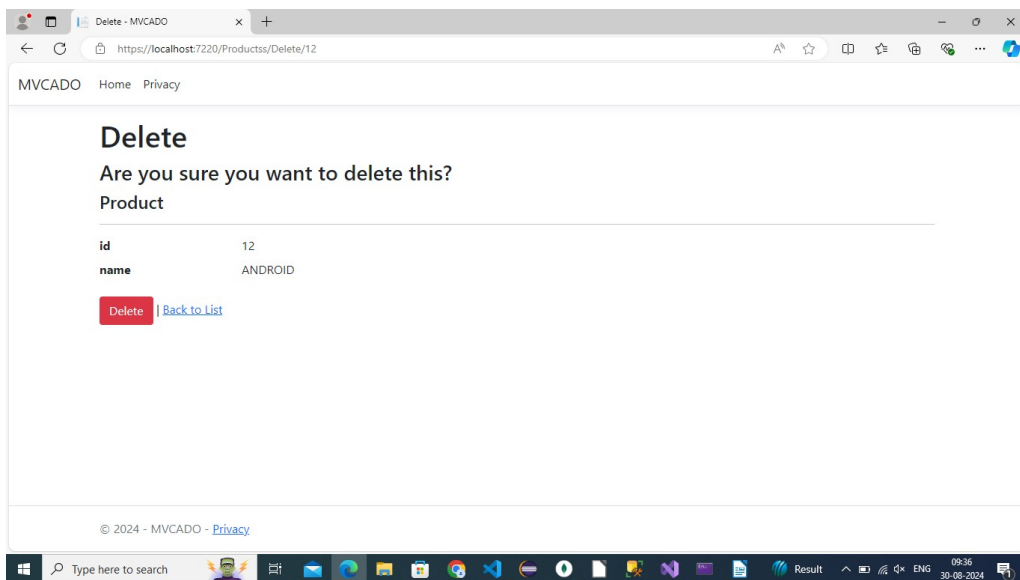 Delete - MVCADO
https://localhost:7220/Productss/Delete/12
MVCADO Home Privacy
Delete
Are you sure you want to delete this?
Product
id 12
name ANDROID
Delete | Back to List
© 2024 - MVCADO - Privacy
Type here to search Result ENG 09:36
30-08-2024